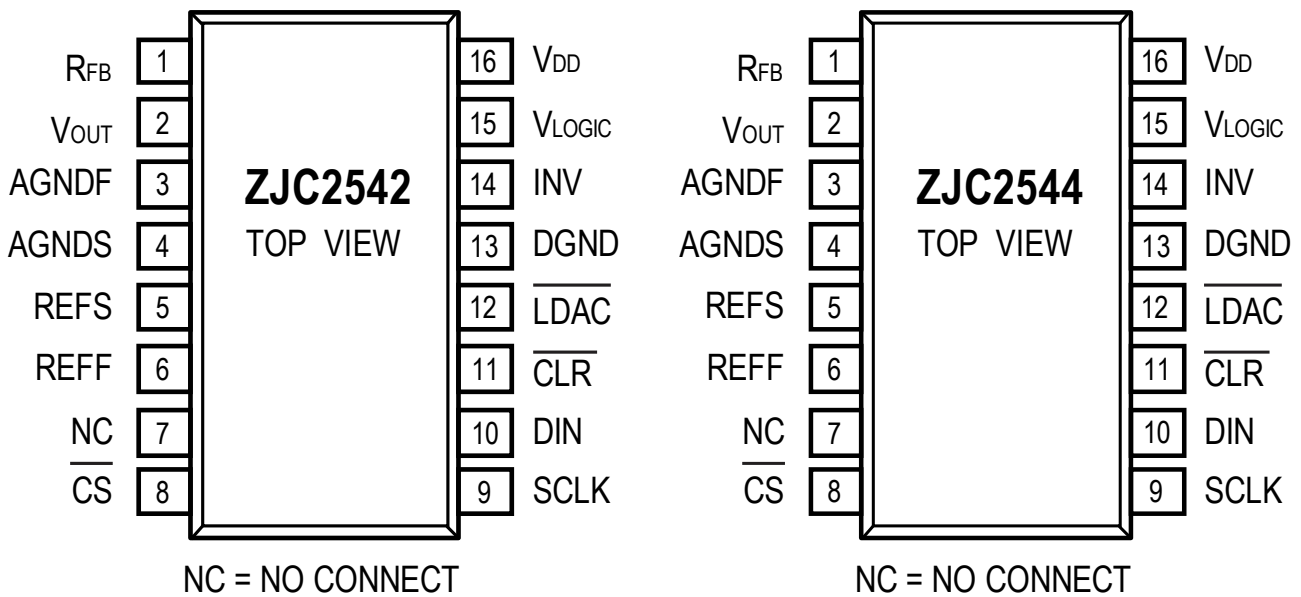 RFB 1 16 VDD
VOUT 2 15 VLOGIC
AGNDF 3 14 INV
AGNDS 4 13 DGND
REFS 5 12 LDAC
REFF 6 11 CLR
NC 7 10 DIN
CS 8 9 SCLK
ZJC2542
TOP VIEW
NC = NO CONNECT
RFB 1 16 VDD
VOUT 2 15 VLOGIC
AGNDF 3 14 INV
AGNDS 4 13 DGND
REFS 5 12 LDAC
REFF 6 11 CLR
NC 7 10 DIN
CS 8 9 SCLK
ZJC2544
TOP VIEW
NC = NO CONNECT